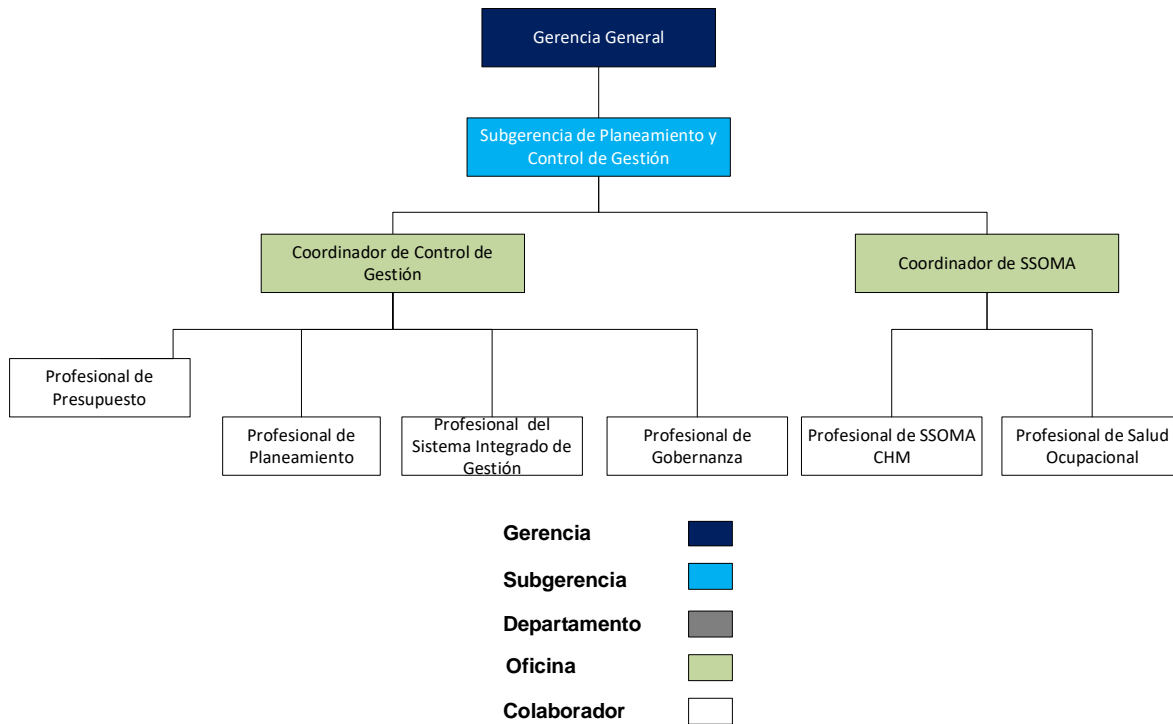 Gerencia General
Subgerencia de Planeamiento y
Control de Gestión
Coordinador de Control de
Gestión
Coordinador de SSOMA
Profesional de
Presupuesto
Profesional de
Planeamiento
Profesional del
Sistema Integrado de
Gestión
Profesional de
Gobernanza
Profesional de SSOMA
CHM
Profesional de Salud
Ocupacional
Gerencia
Subgerencia
Departamento
Oficina
Colaborador